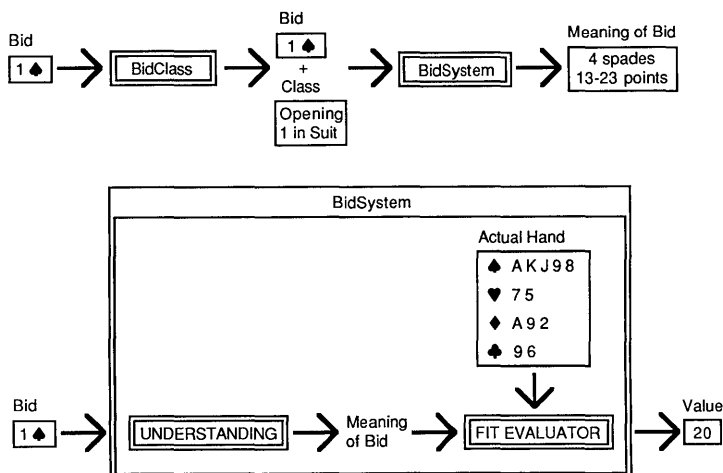 Bid
1 ♠
BidClass
Bid
1 ♠
+
Class
Opening
1 in Suit
BidSystem
Meaning of Bid
4 spades
13-23 points
BidSystem
Actual Hand
♠ A K J 9 8
♥ 7 5
♦ A 9 2
♣ 9 6
Bid
1 ♠
UNDERSTANDING
Meaning
of Bid
FIT EVALUATOR
Value
20